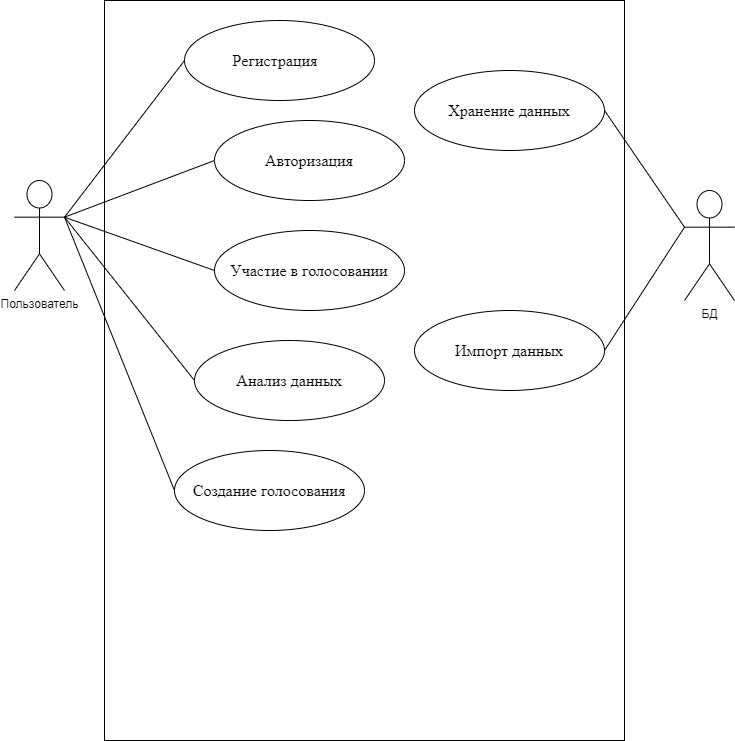 Регистрация
Хранение данных
Авторизация
Участие в голосовании
Пользователь
БД
Импорт данных
Анализ данных
Создание голосования